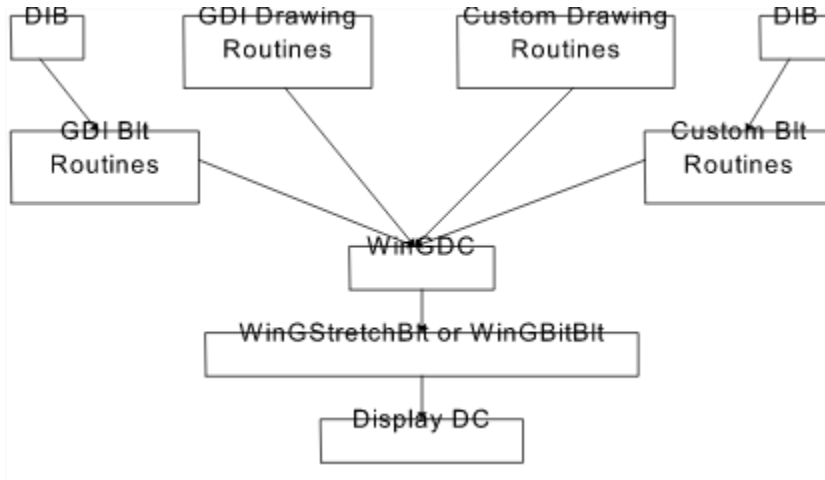 DIB
GDI Drawing
Routines
Custom Drawing
Routines
DIB
GDI Blt
Routines
Custom Blt
Routines
WinGDC
WinGStretchBlt or WinGBitBlt
Display DC